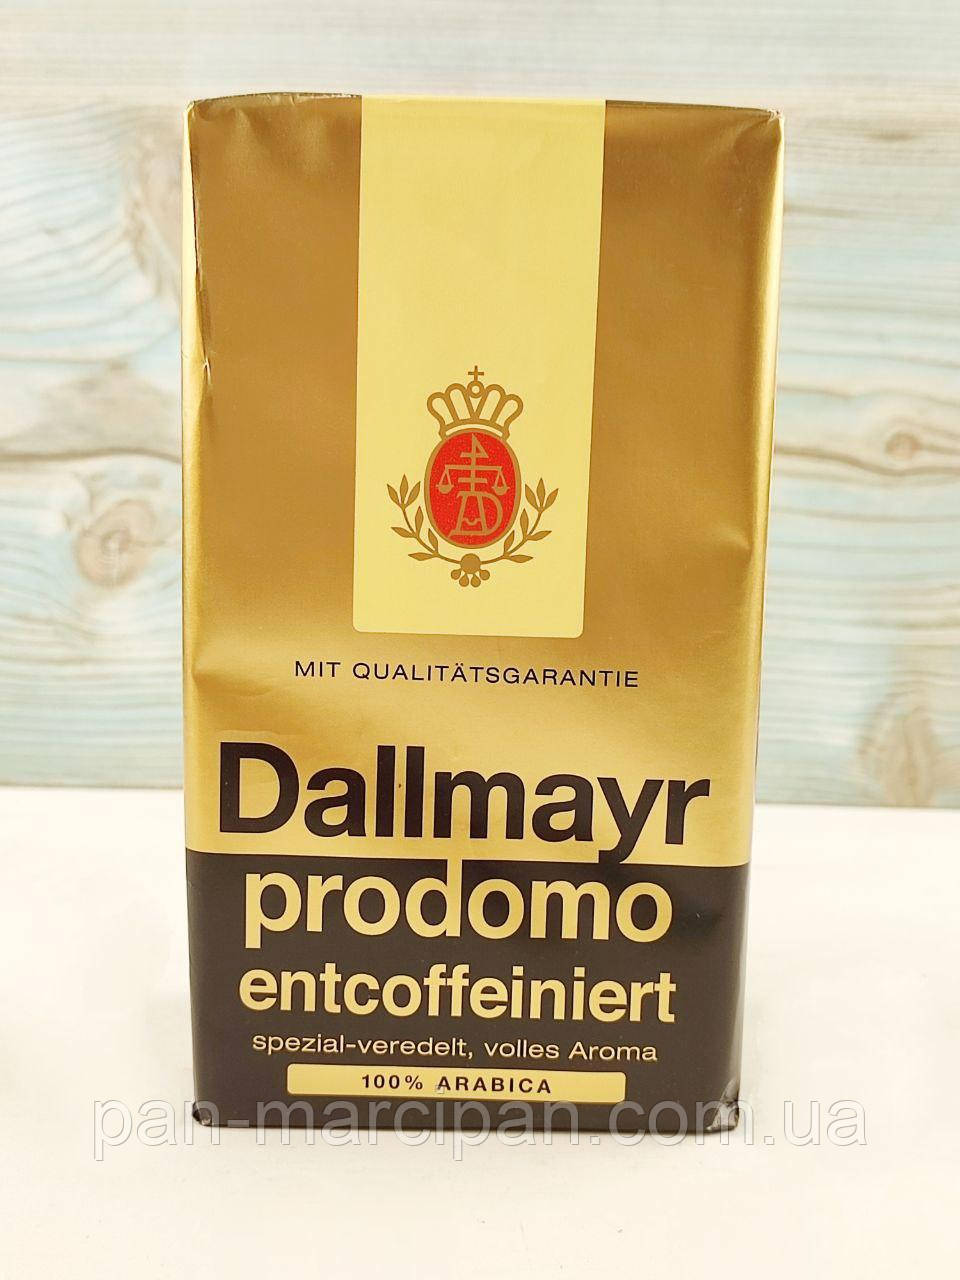 MIT QUALITÄTSGARANTIE
Dallmayr
prodomo
entcoffeiniert
spezial-veredelt, volles Aroma
100% ARABICA
pan-marcipan.com.ua